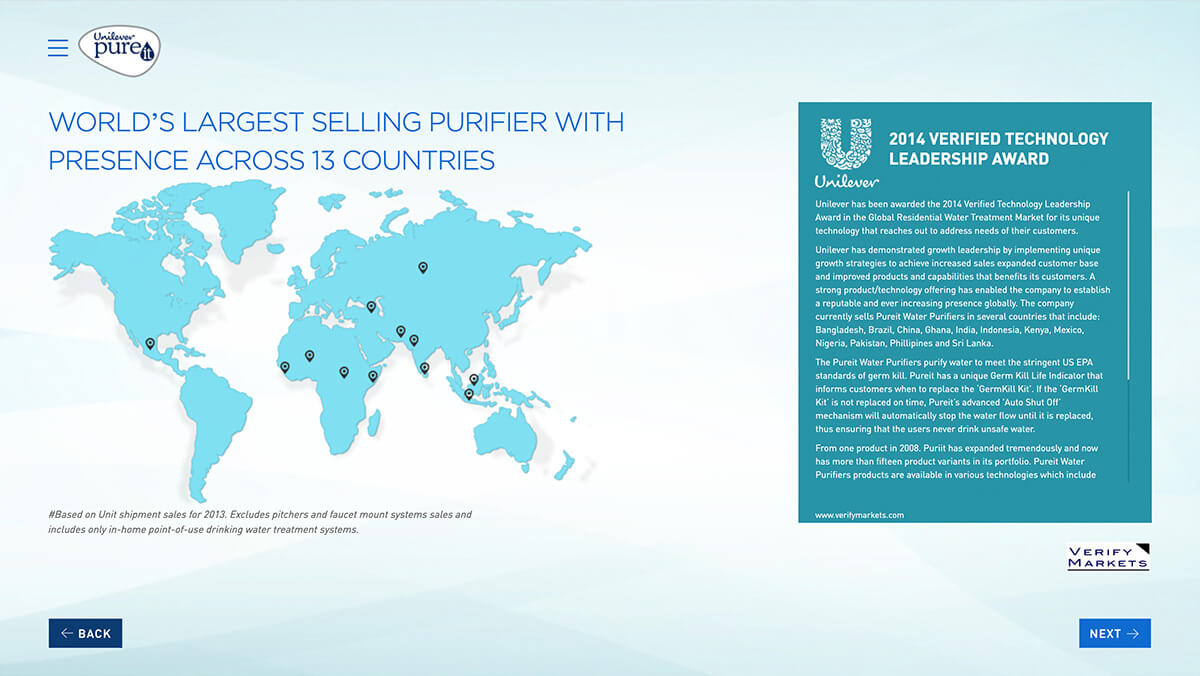 Unilever
pureit
WORLD'S LARGEST SELLING PURIFIER WITH
PRESENCE ACROSS 13 COUNTRIES
#Based on Unit shipment sales for 2013. Excludes pitchers and faucet mount systems sales and
includes only in-home point-of-use drinking water treatment systems.
Unilever
2014 VERIFIED TECHNOLOGY
LEADERSHIP AWARD
Unilever has been awarded the 2014 Verified Technology Leadership
Award in the Global Residential Water Treatment Market for its unique
technology that reaches out to address needs of their customers.
Unilever has demonstrated growth leadership by implementing unique
growth strategies to achieve increased sales expanded customer base
and improved products and capabilities that benefits its customers. A
strong product/technology offering has enabled the company to establish
a reputable and ever increasing presence globally. The company
currently sells Pureit Water Purifiers in several countries that include:
Bangladesh, Brazil, China, Ghana, India, Indonesia, Kenya, Mexico,
Nigeria, Pakistan, Phillipines and Sri Lanka.
The Pureit Water Purifiers purify water to meet the stringent US EPA
standards of germ kill. Pureit has a unique Germ Kill Life Indicator that
informs customers when to replace the 'GermKill Kit'. If the 'GermKill
Kit' is not replaced on time, Pureit's advanced 'Auto Shut Off'
mechanism will automatically stop the water flow until it is replaced,
thus ensuring that the users never drink unsafe water.
From one product in 2008. Puriit has expanded tremendously and now
has more than fifteen product variants in its portfolio. Pureit Water
Purifiers products are available in various technologies which include
www.verifymarkets.com
VERIFY
MARKETS
← BACK
NEXT →